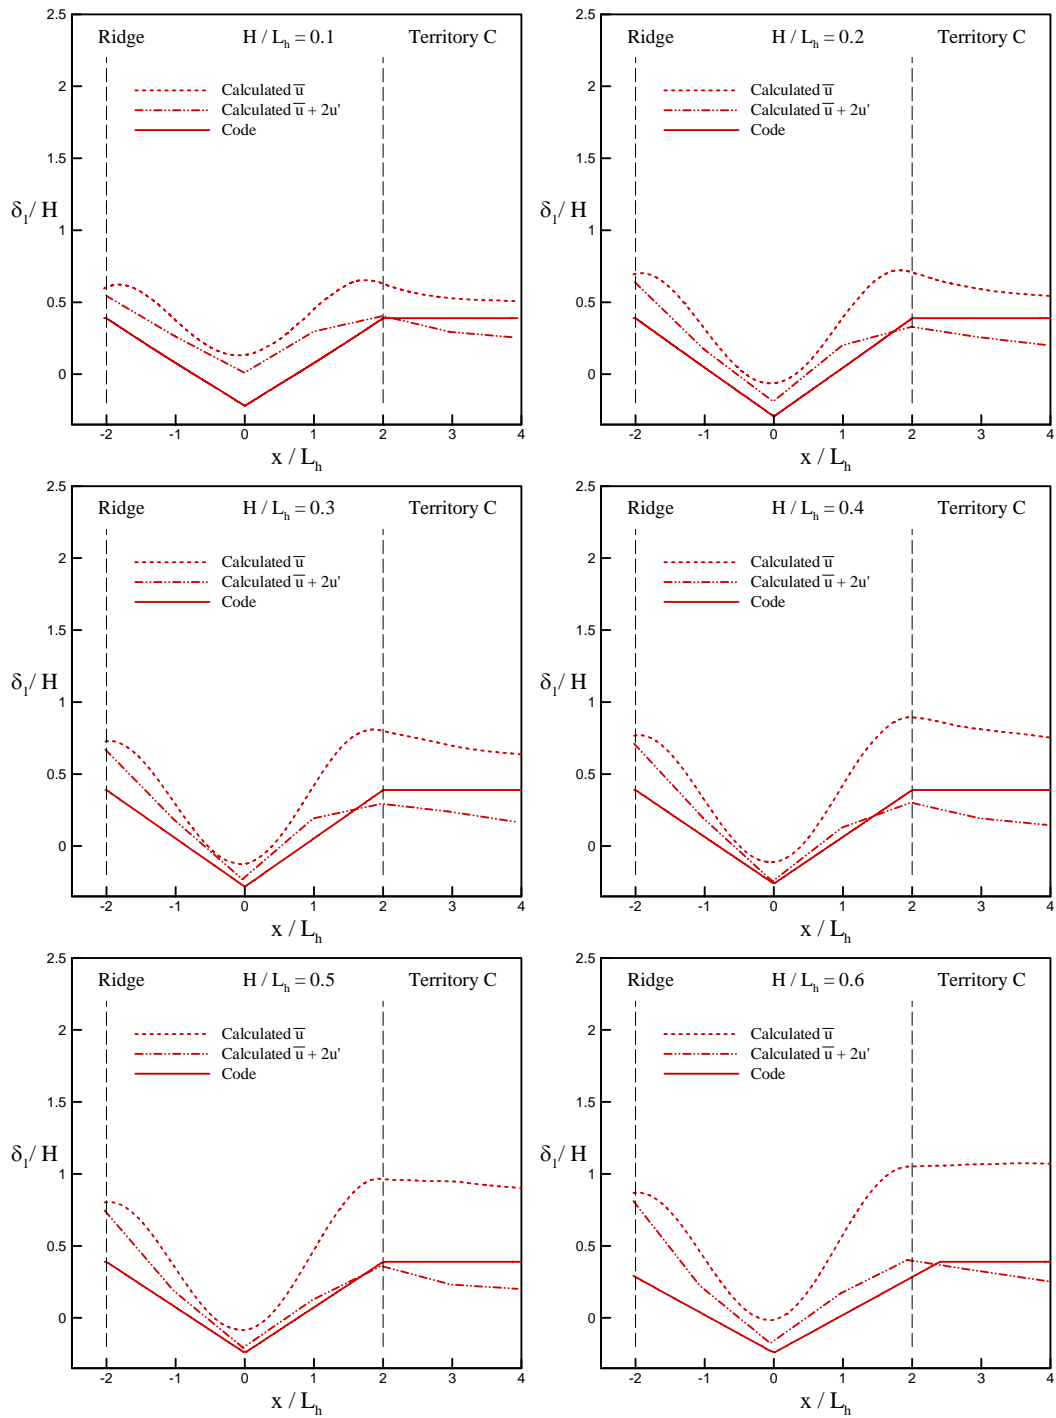 2.5 2.5
Ridge H / Lₕ = 0.1 Territory C Ridge H / Lₕ = 0.2 Territory C
2 2
Calculated u̅ Calculated u̅
Calculated u̅ + 2u' Calculated u̅ + 2u'
Code Code
1.5 1.5
δ₁ / H δ₁ / H
1 1
0.5 0.5
0 0
-2 -1 0 1 2 3 4 -2 -1 0 1 2 3 4
x / Lₕ x / Lₕ
2.5 2.5
Ridge H / Lₕ = 0.3 Territory C Ridge H / Lₕ = 0.4 Territory C
2 2
Calculated u̅ Calculated u̅
Calculated u̅ + 2u' Calculated u̅ + 2u'
Code Code
1.5 1.5
δ₁ / H δ₁ / H
1 1
0.5 0.5
0 0
-2 -1 0 1 2 3 4 -2 -1 0 1 2 3 4
x / Lₕ x / Lₕ
2.5 2.5
Ridge H / Lₕ = 0.5 Territory C Ridge H / Lₕ = 0.6 Territory C
2 2
Calculated u̅ Calculated u̅
Calculated u̅ + 2u' Calculated u̅ + 2u'
Code Code
1.5 1.5
δ₁ / H δ₁ / H
1 1
0.5 0.5
0 0
-2 -1 0 1 2 3 4 -2 -1 0 1 2 3 4
x / Lₕ x / Lₕ